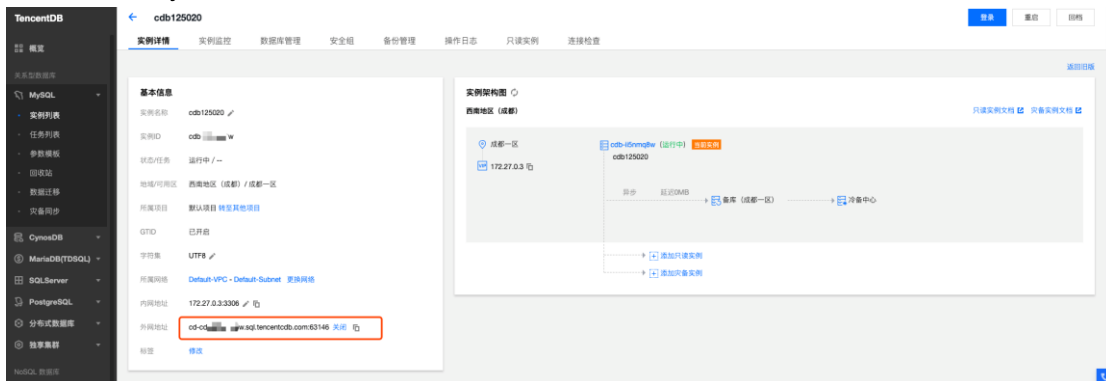 TencentDB
← cdb125020
登录 重启 回档
概览
实例详情 实例监控 数据库管理 安全组 备份管理 操作日志 只读实例 连接检查
返回旧版
关系型数据库
MySQL
实例列表
任务列表
参数模板
回收站
数据迁移
灾备同步
CynosDB
MariaDB(TDSQL)
SQLServer
PostgreSQL
分布式数据库
独享集群
NoSQL 数据库
基本信息
实例名称 cdb125020
实例ID cdb w
状态/任务 运行中 / --
地域/可用区 西南地区（成都）/ 成都一区
所属项目 默认项目 转至其他项目
GTID 已开启
字符集 UTF8
所属网络 Default-VPC - Default-Subnet 更换网络
内网地址 172.27.0.3:3306
外网地址 cd-cd w.sql.tencentcdb.com:63146 关闭
标签 修改
实例架构图
西南地区（成都）
只读实例文档 灾备实例文档
成都一区
VIP 172.27.0.3
cdb-il5nmq8w (运行中) 当前实例
cdb125020
异步 延迟0MB
备库（成都一区）
冷备中心
添加只读实例
添加灾备实例